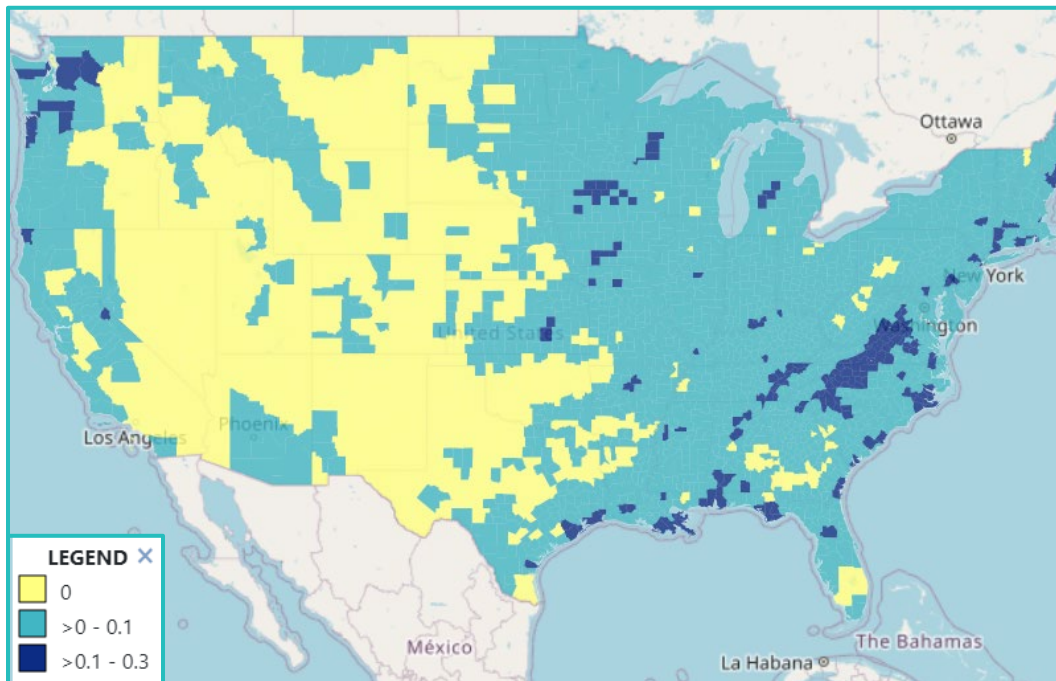 Ottawa
New York
Washington
United States
Phoenix
Los Angeles
LEGEND ×
0
>0 - 0.1
>0.1 - 0.3
México
The Bahamas
La Habana